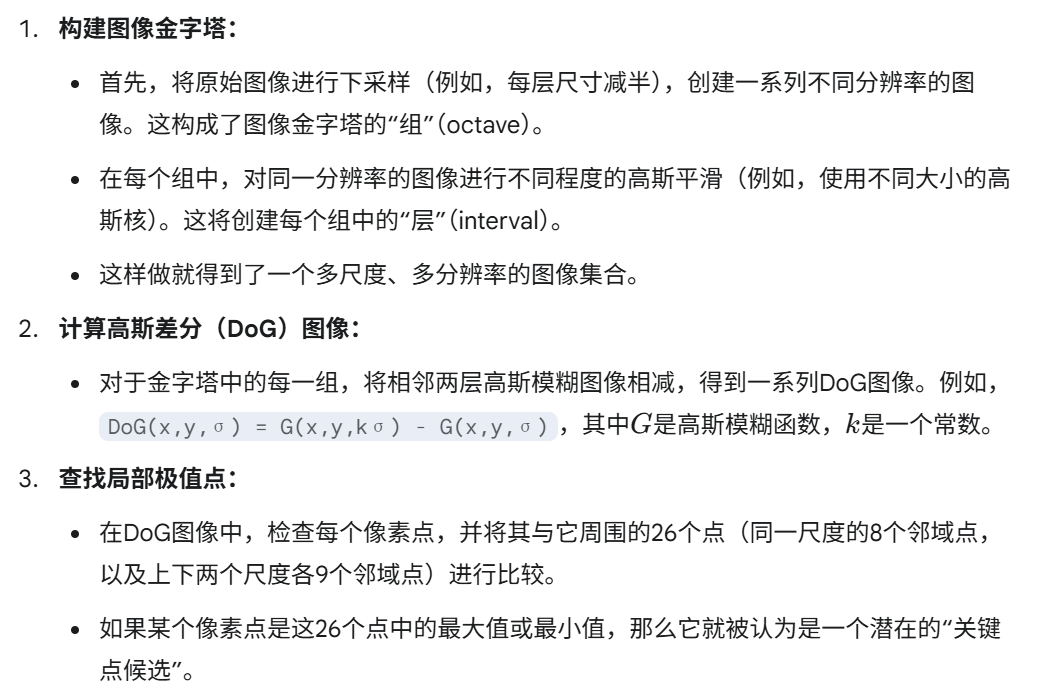 1. 构建图像金字塔：
• 首先，将原始图像进行下采样（例如，每层尺寸减半），创建一系列不同分辨率的图
像。这构成了图像金字塔的“组”（octave）。
• 在每个组中，对同一分辨率的图像进行不同程度的高斯平滑（例如，使用不同大小的高
斯核）。这将创建每个组中的“层”（interval）。
• 这样做就得到了一个多尺度、多分辨率的图像集合。
2. 计算高斯差分（DoG）图像：
• 对于金字塔中的每一组，将相邻两层高斯模糊图像相减，得到一系列DoG图像。例如，
DoG(x,y,σ) = G(x,y,kσ) - G(x,y,σ)，其中G是高斯模糊函数，k是一个常数。
3. 查找局部极值点：
• 在DoG图像中，检查每个像素点，并将其与它周围的26个点（同一尺度的8个邻域点，
以及上下两个尺度各9个邻域点）进行比较。
• 如果某个像素点是这26个点中的最大值或最小值，那么它就被认为是一个潜在的“关键
点候选”。